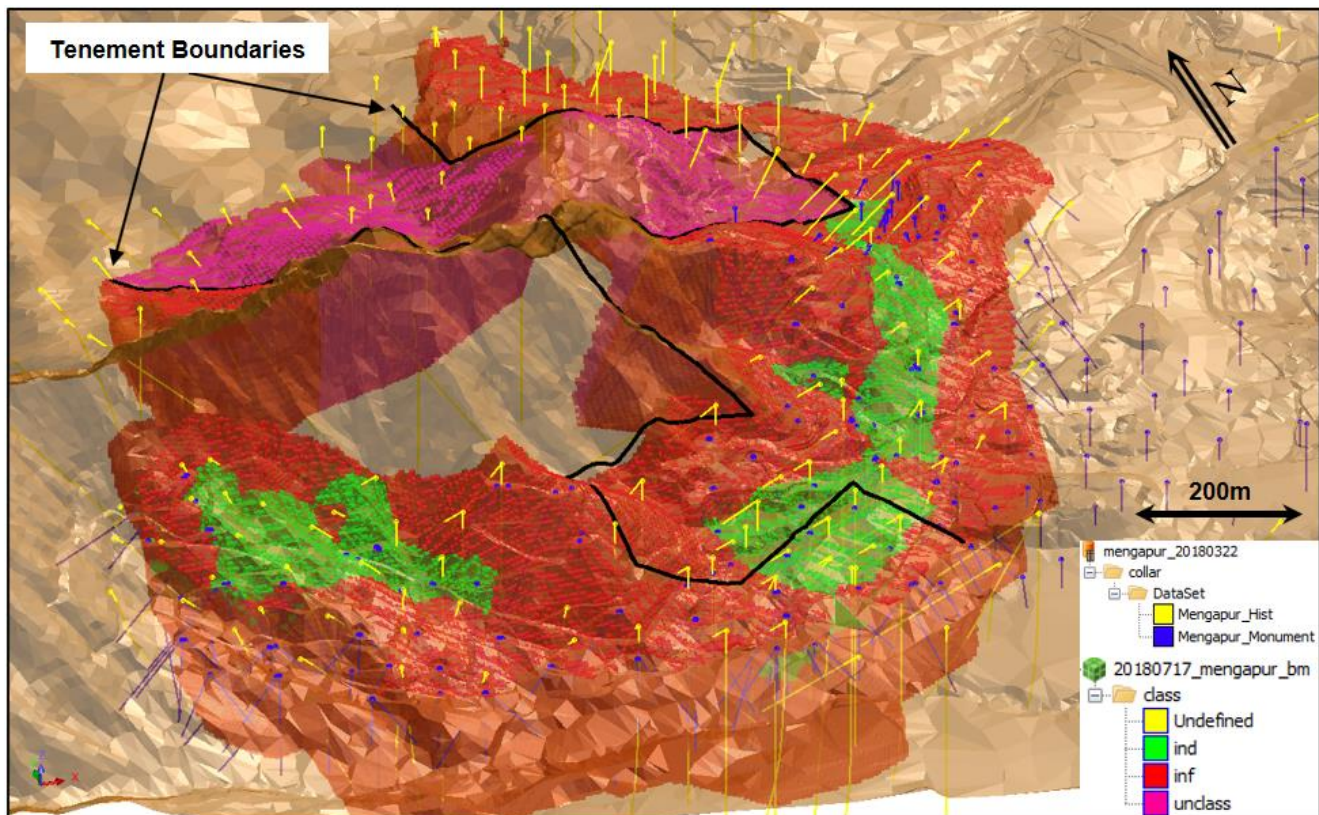 Tenement Boundaries
N
200m
mengapur_20180322
collar
DataSet
Mengapur_Hist
Mengapur_Monument
20180717_mengapur_bm
class
Undefined
ind
inf
unclass
X